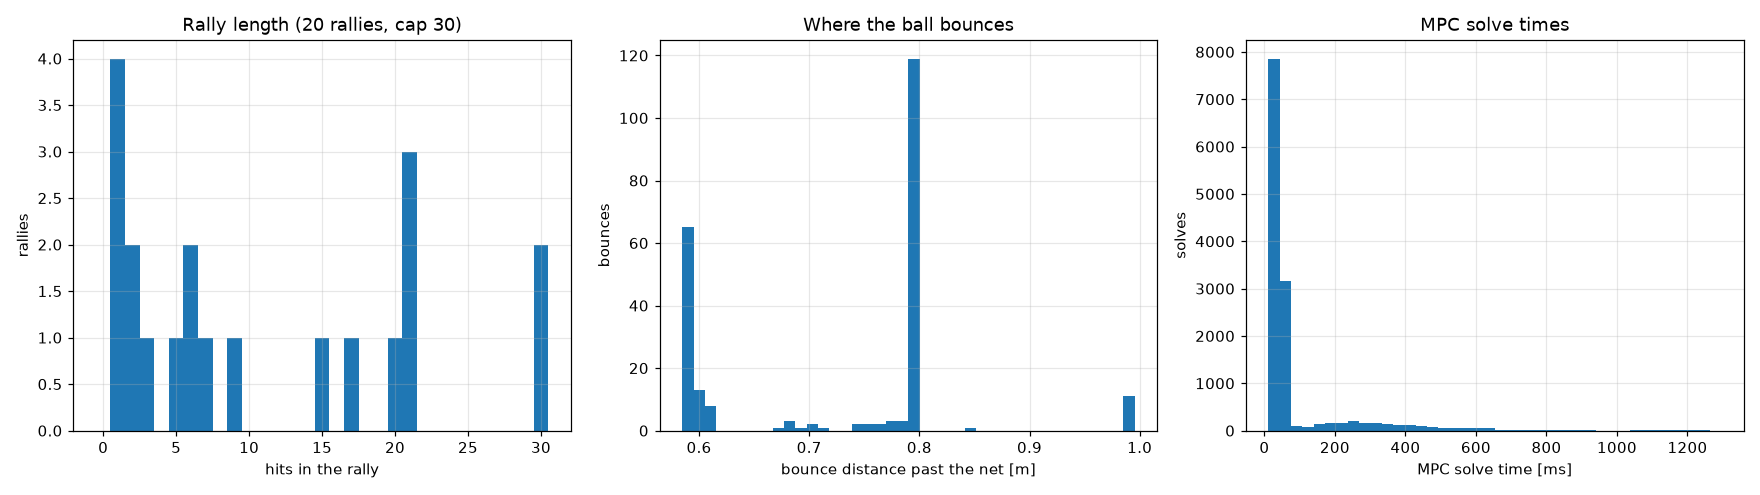 Rally length (20 rallies, cap 30)
4.0
3.5
3.0
2.5
2.0
1.5
1.0
0.5
0.0
rallies
0 5 10 15 20 25 30
hits in the rally
Where the ball bounces
120
100
80
60
40
20
0
bounces
0.6 0.7 0.8 0.9 1.0
bounce distance past the net [m]
MPC solve times
8000
7000
6000
5000
4000
3000
2000
1000
0
solves
0 200 400 600 800 1000 1200
MPC solve time [ms]